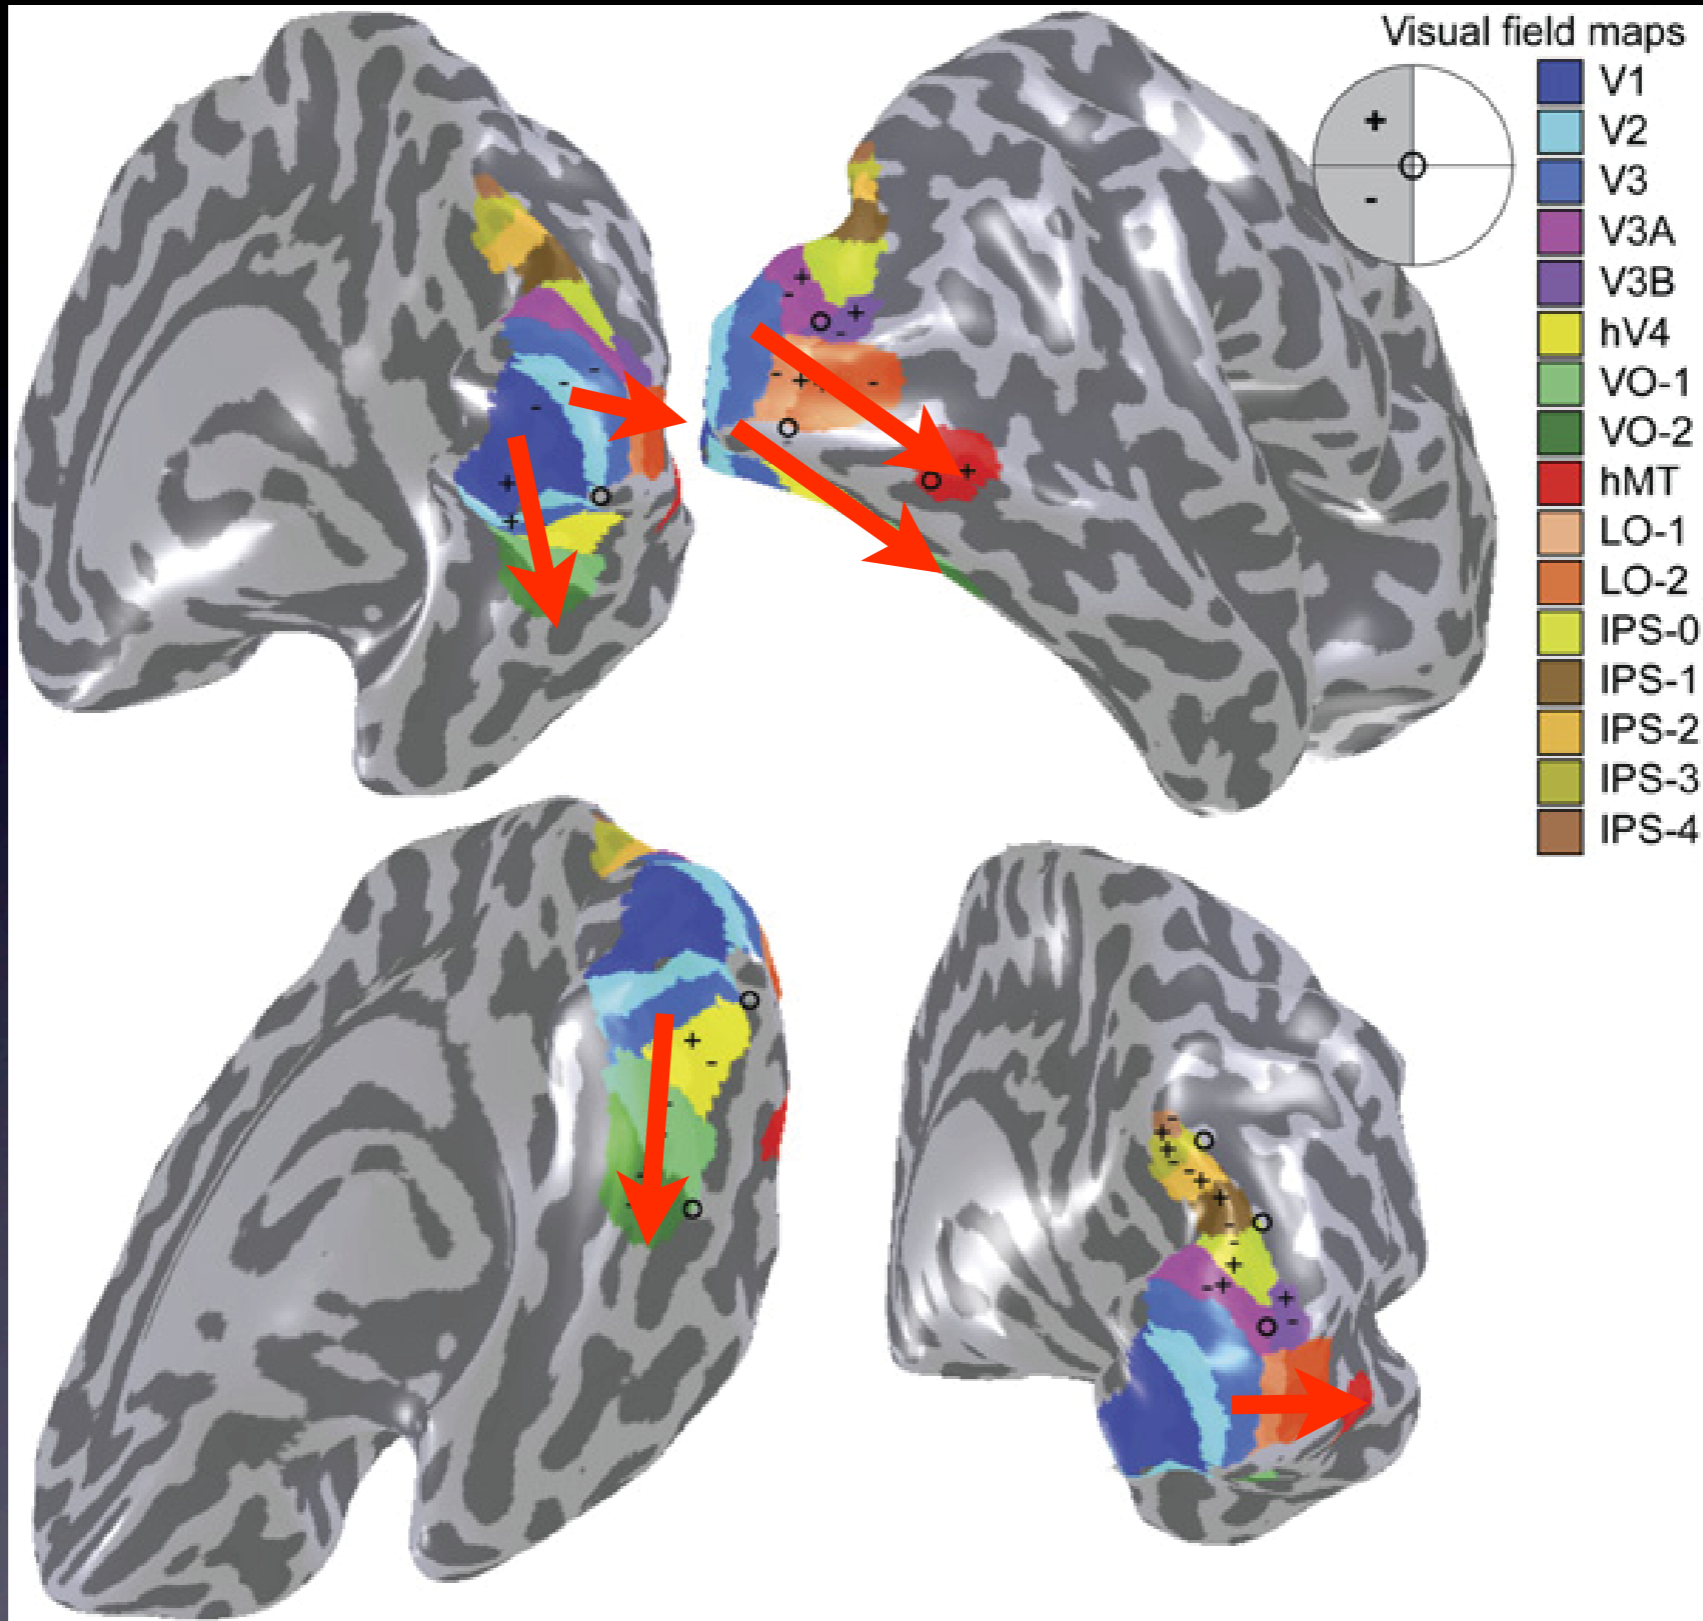 Visual field maps
V1
V2
V3
V3A
V3B
hV4
VO-1
VO-2
hMT
LO-1
LO-2
IPS-0
IPS-1
IPS-2
IPS-3
IPS-4